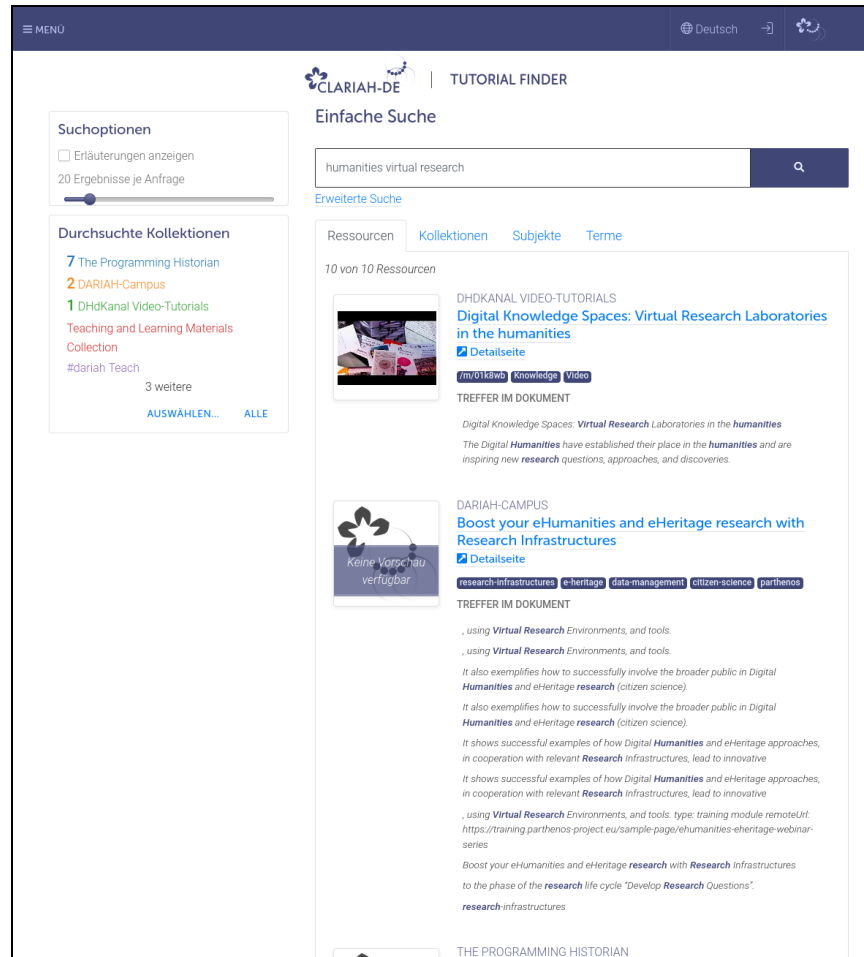 MENÜ
Deutsch
CLARIAH-DE
TUTORIAL FINDER
Suchoptionen
Erläuterungen anzeigen
20 Ergebnisse je Anfrage
Durchsuchte Kollektionen
7 The Programming Historian
2 DARIAH-Campus
1 DHdKanal Video-Tutorials
Teaching and Learning Materials
Collection
#dariah Teach
3 weitere
AUSWÄHLEN... ALLE
Einfache Suche
humanities virtual research
Erweiterte Suche
Ressourcen Kollektionen Subjekte Terme
10 von 10 Ressourcen
DHDKANAL VIDEO-TUTORIALS
Digital Knowledge Spaces: Virtual Research Laboratories
in the humanities
Detailseite
/m/01k8wb Knowledge Video
TREFFER IM DOKUMENT
Digital Knowledge Spaces: Virtual Research Laboratories in the humanities
The Digital Humanities have established their place in the humanities and are
inspiring new research questions, approaches, and discoveries.
Keine Vorschau
verfügbar
DARIAH-CAMPUS
Boost your eHumanities and eHeritage research with
Research Infrastructures
Detailseite
research-infrastructures e-heritage data-management citizen-science parthenos
TREFFER IM DOKUMENT
, using Virtual Research Environments, and tools.
, using Virtual Research Environments, and tools.
It also exemplifies how to successfully involve the broader public in Digital
Humanities and eHeritage research (citizen science).
It also exemplifies how to successfully involve the broader public in Digital
Humanities and eHeritage research (citizen science).
It shows successful examples of how Digital Humanities and eHeritage approaches,
in cooperation with relevant Research Infrastructures, lead to innovative
It shows successful examples of how Digital Humanities and eHeritage approaches,
in cooperation with relevant Research Infrastructures, lead to innovative
, using Virtual Research Environments, and tools. type: training module remoteUrl:
https://training.parthenos-project.eu/sample-page/ehumanities-eheritage-webinar-
series
Boost your eHumanities and eHeritage research with Research Infrastructures
to the phase of the research life cycle "Develop Research Questions".
research-infrastructures
THE PROGRAMMING HISTORIAN